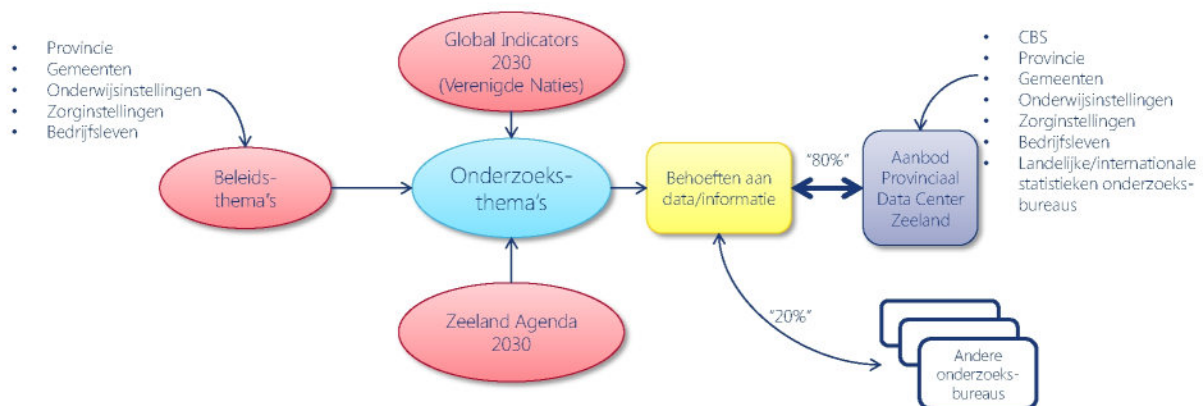 • Provincie
• Gemeenten
• Onderwijsinstellingen
• Zorginstellingen
• Bedrijfsleven
Beleids-
thema's
Global Indicators
2030
(Verenigde Naties)
Onderzoeks-
thema's
Zeeland Agenda
2030
Behoeften aan
data/informatie
"80%"
"20%"
• CBS
• Provincie
• Gemeenten
• Onderwijsinstellingen
• Zorginstellingen
• Bedrijfsleven
• Landelijke/internationale
statistieken onderzoeks-
bureaus
Aanbod
Provinciaal
Data Center
Zeeland
Andere
onderzoeks-
bureaus